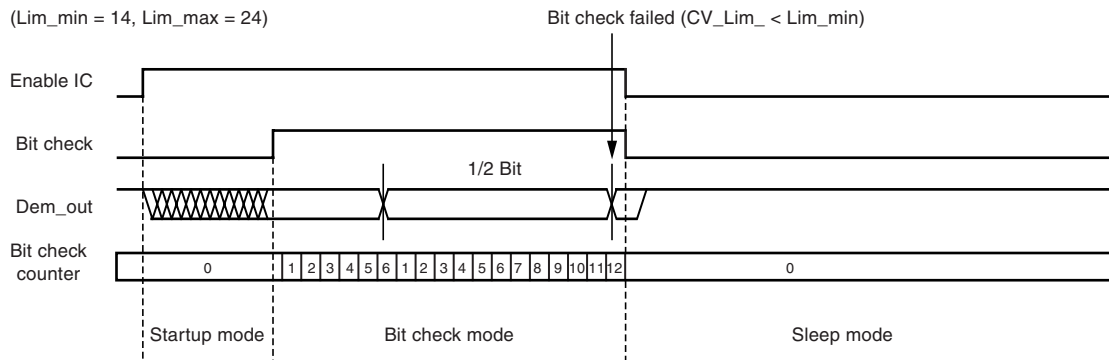 (Lim_min = 14, Lim_max = 24)
Bit check failed (CV_Lim_ < Lim_min)
Enable IC
Bit check
1/2 Bit
Dem_out
Bit check
counter
0
1 2 3 4 5 6 1 2 3 4 5 6 7 8 9 10 11 12
0
Startup mode
Bit check mode
Sleep mode